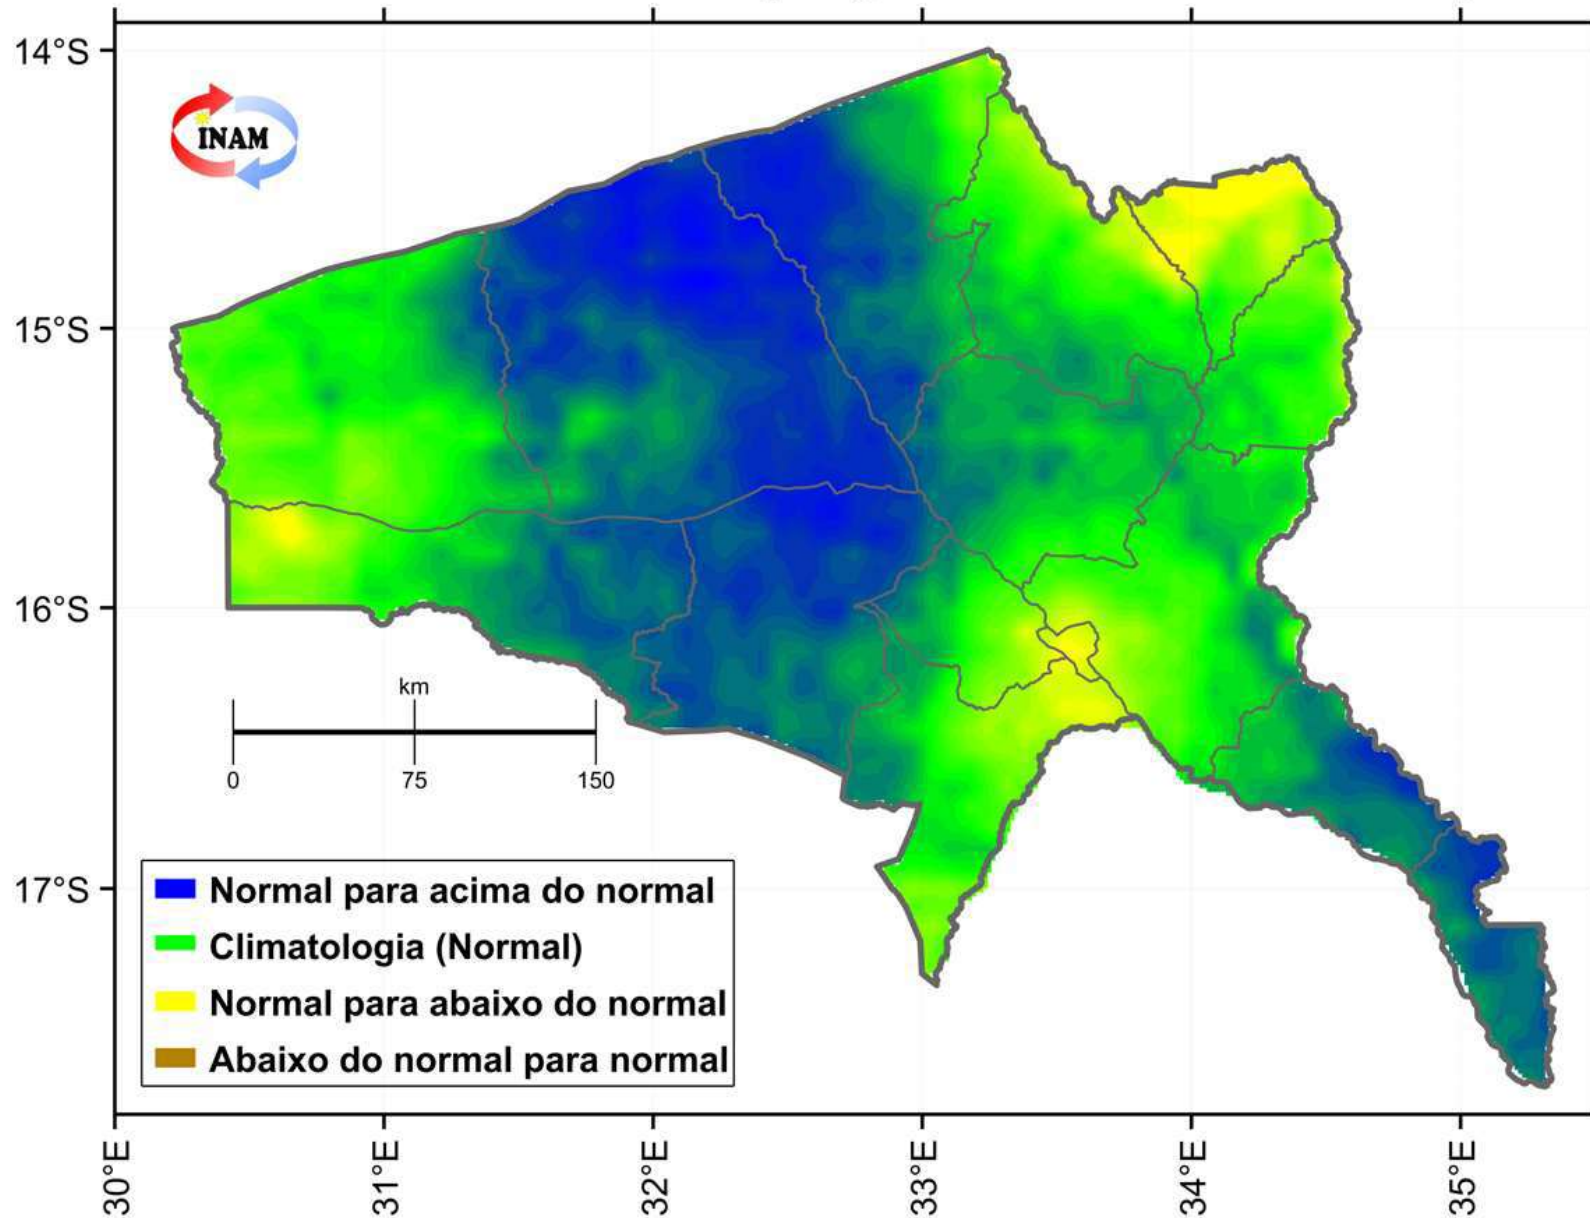 14°S
INAM
15°S
16°S
km
0 75 150
17°S
Normal para acima do normal
Climatologia (Normal)
Normal para abaixo do normal
Abaixo do normal para normal
30°E 31°E 32°E 33°E 34°E 35°E